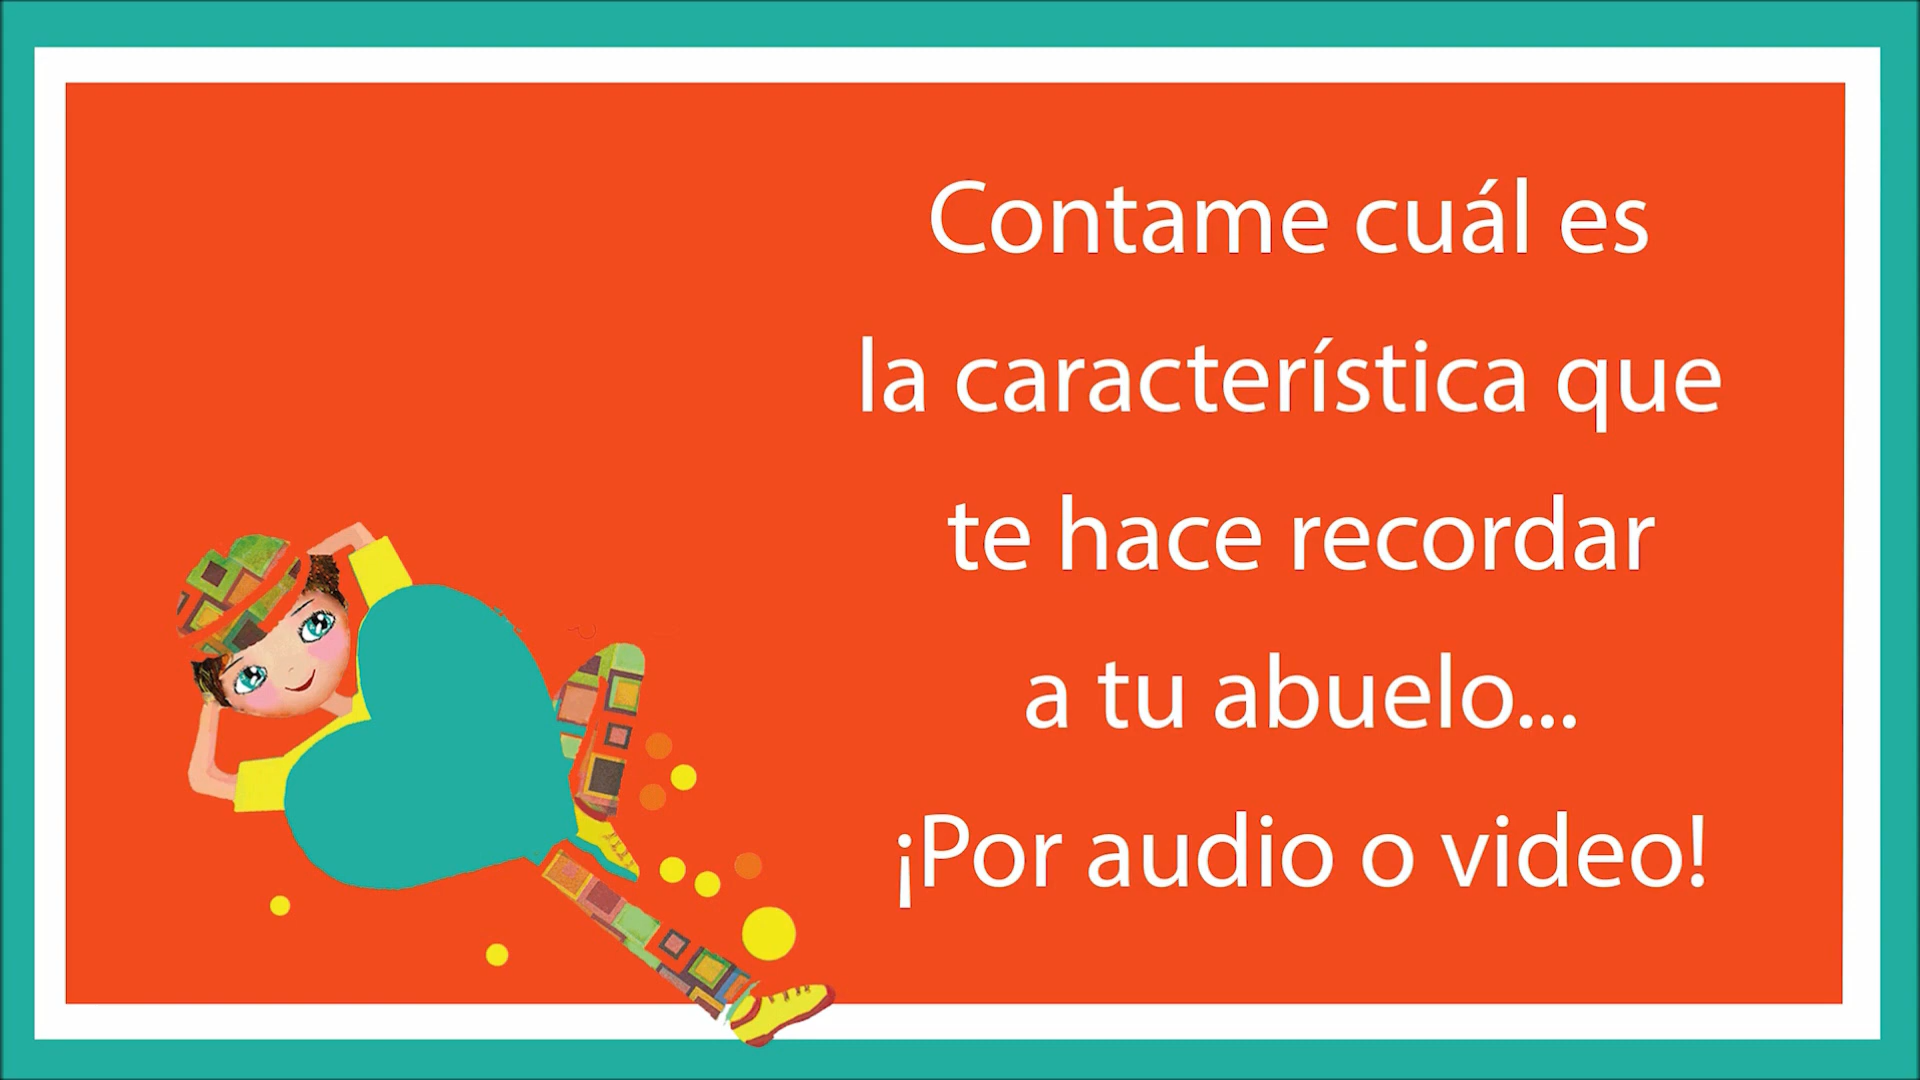 Contame cuál es
la característica que
te hace recordar
a tu abuelo...
¡Por audio o video!